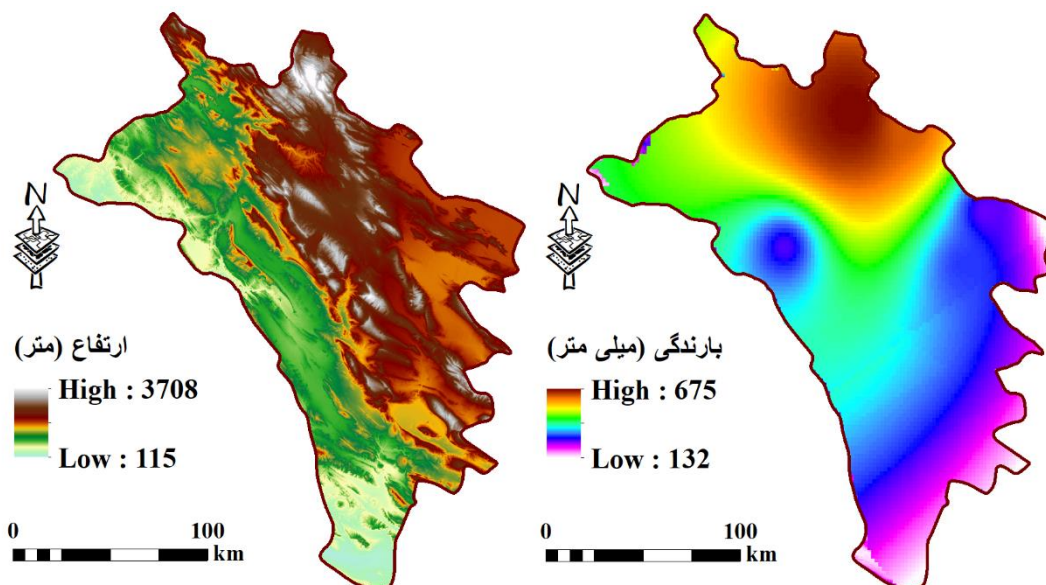 N
ارتفاع (متر)
High : 3708
Low : 115
0 100
km
N
بارندگی (میلی متر)
High : 675
Low : 132
0 100
km